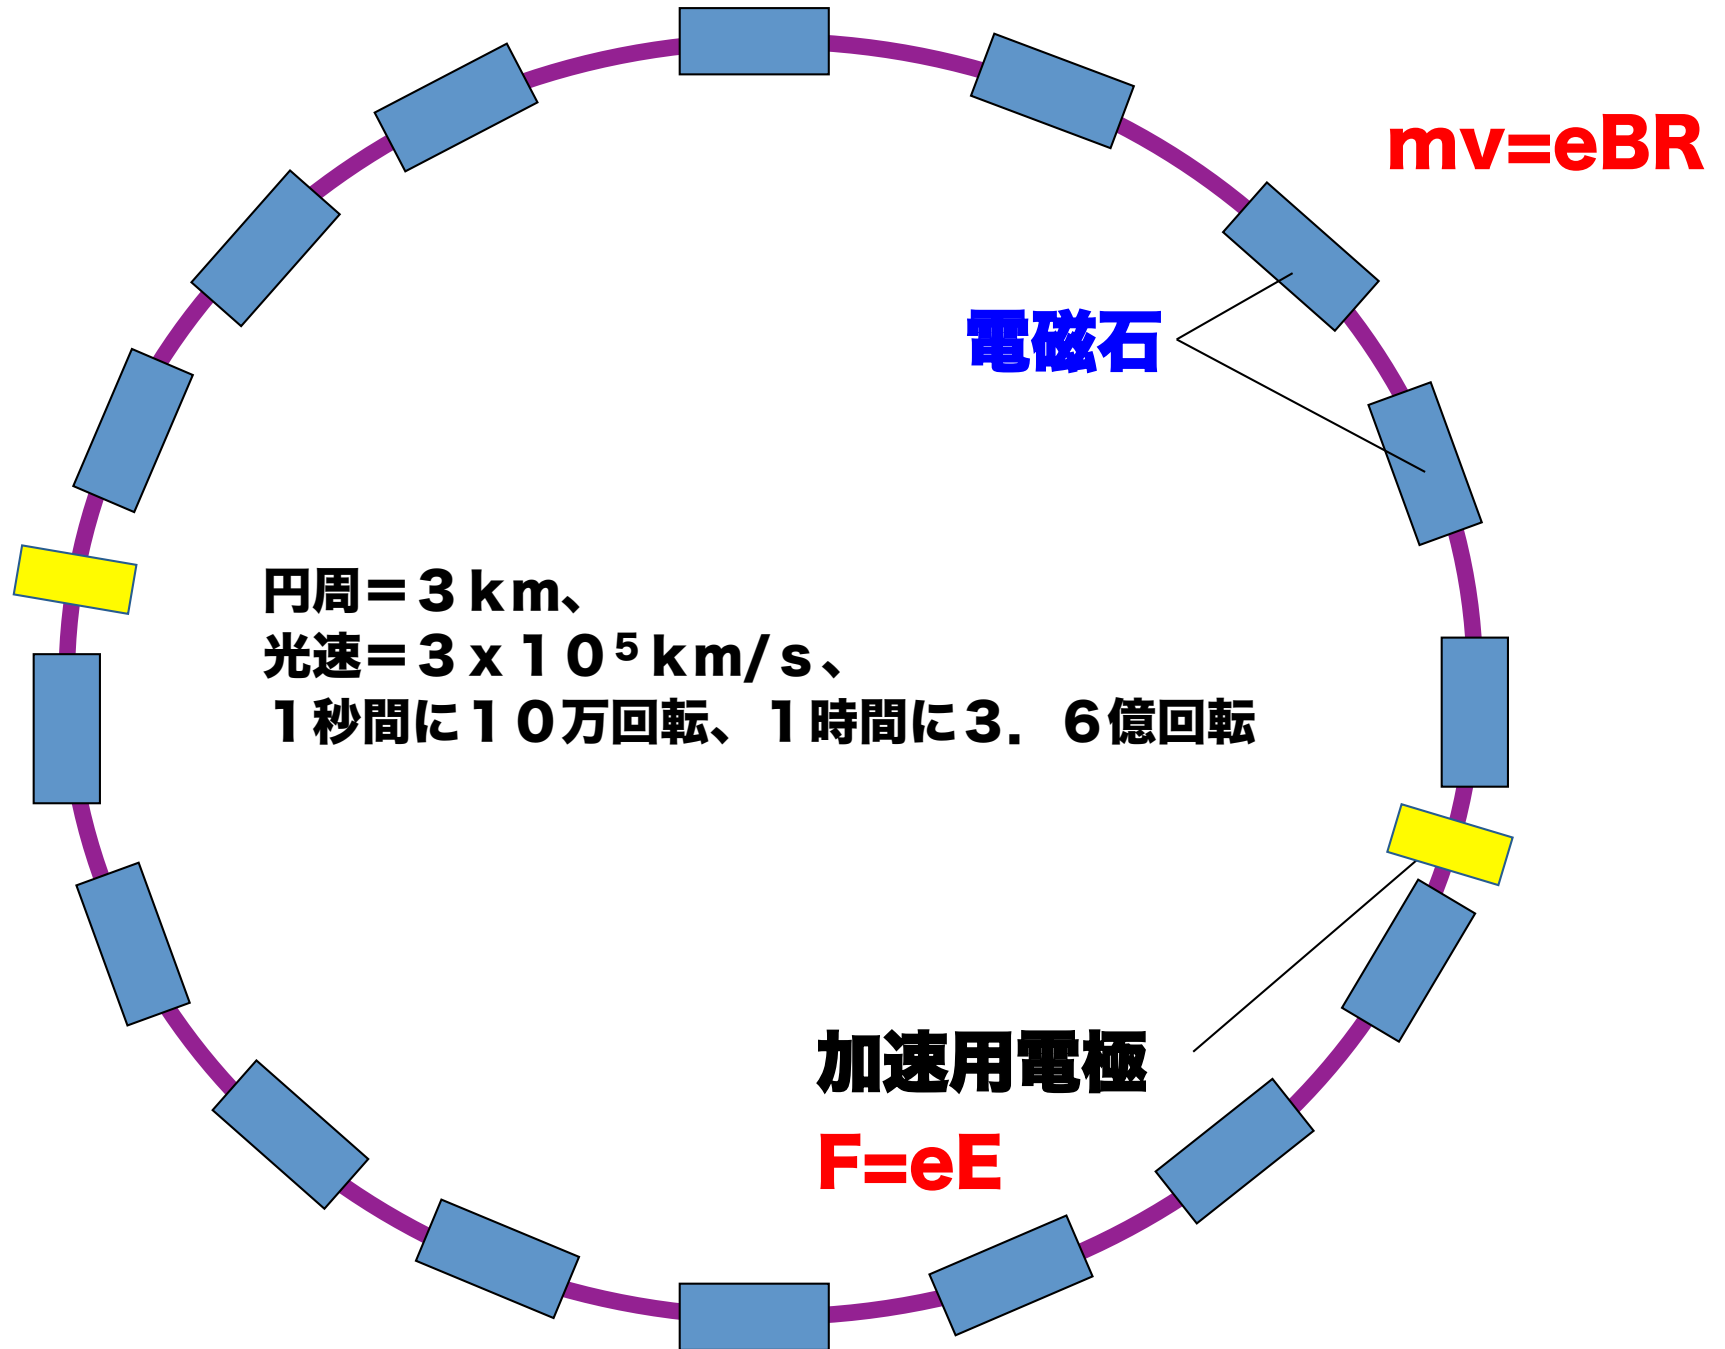 mv=eBR
電磁石
円周＝３ｋｍ、
光速＝３ｘ１０⁵ｋｍ/ｓ、
１秒間に１０万回転、１時間に３．６億回転
加速用電極
F=eE